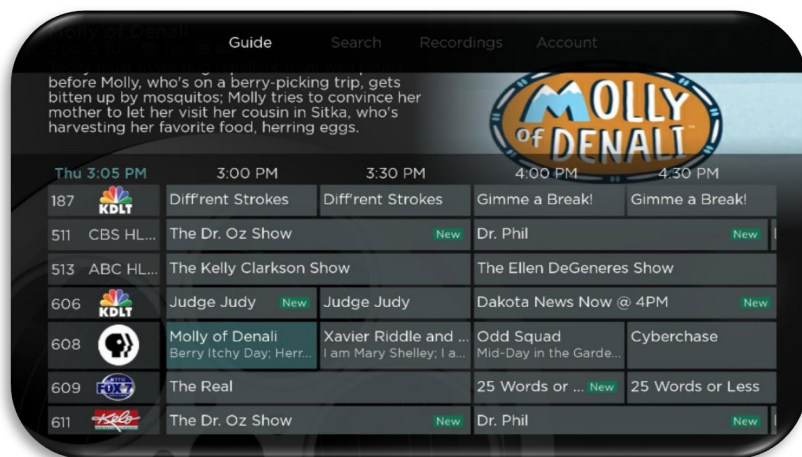 Guide Search Recordings Account
before Molly, who's on a berry-picking trip, gets
bitten up by mosquitos; Molly tries to convince her
mother to let her visit her cousin in Sitka, who's
harvesting her favorite food, herring eggs.
MOLLY
OF DENALI
Thu 3:05 PM 3:00 PM 3:30 PM 4:00 PM 4:30 PM
187 KDLT Diff'rent Strokes Diff'rent Strokes Gimme a Break! Gimme a Break!
511 CBS HL... The Dr. Oz Show New Dr. Phil New
513 ABC HL... The Kelly Clarkson Show The Ellen DeGeneres Show
606 KDLT Judge Judy New Judge Judy Dakota News Now @ 4PM New
608 Molly of Denali Xavier Riddle and ... Odd Squad Cyberchase
Berry Itchy Day; Herr... I am Mary Shelley; I a... Mid-Day in the Garde...
609 FOX 7 The Real 25 Words or ... New 25 Words or Less
611 Kelo The Dr. Oz Show New Dr. Phil New